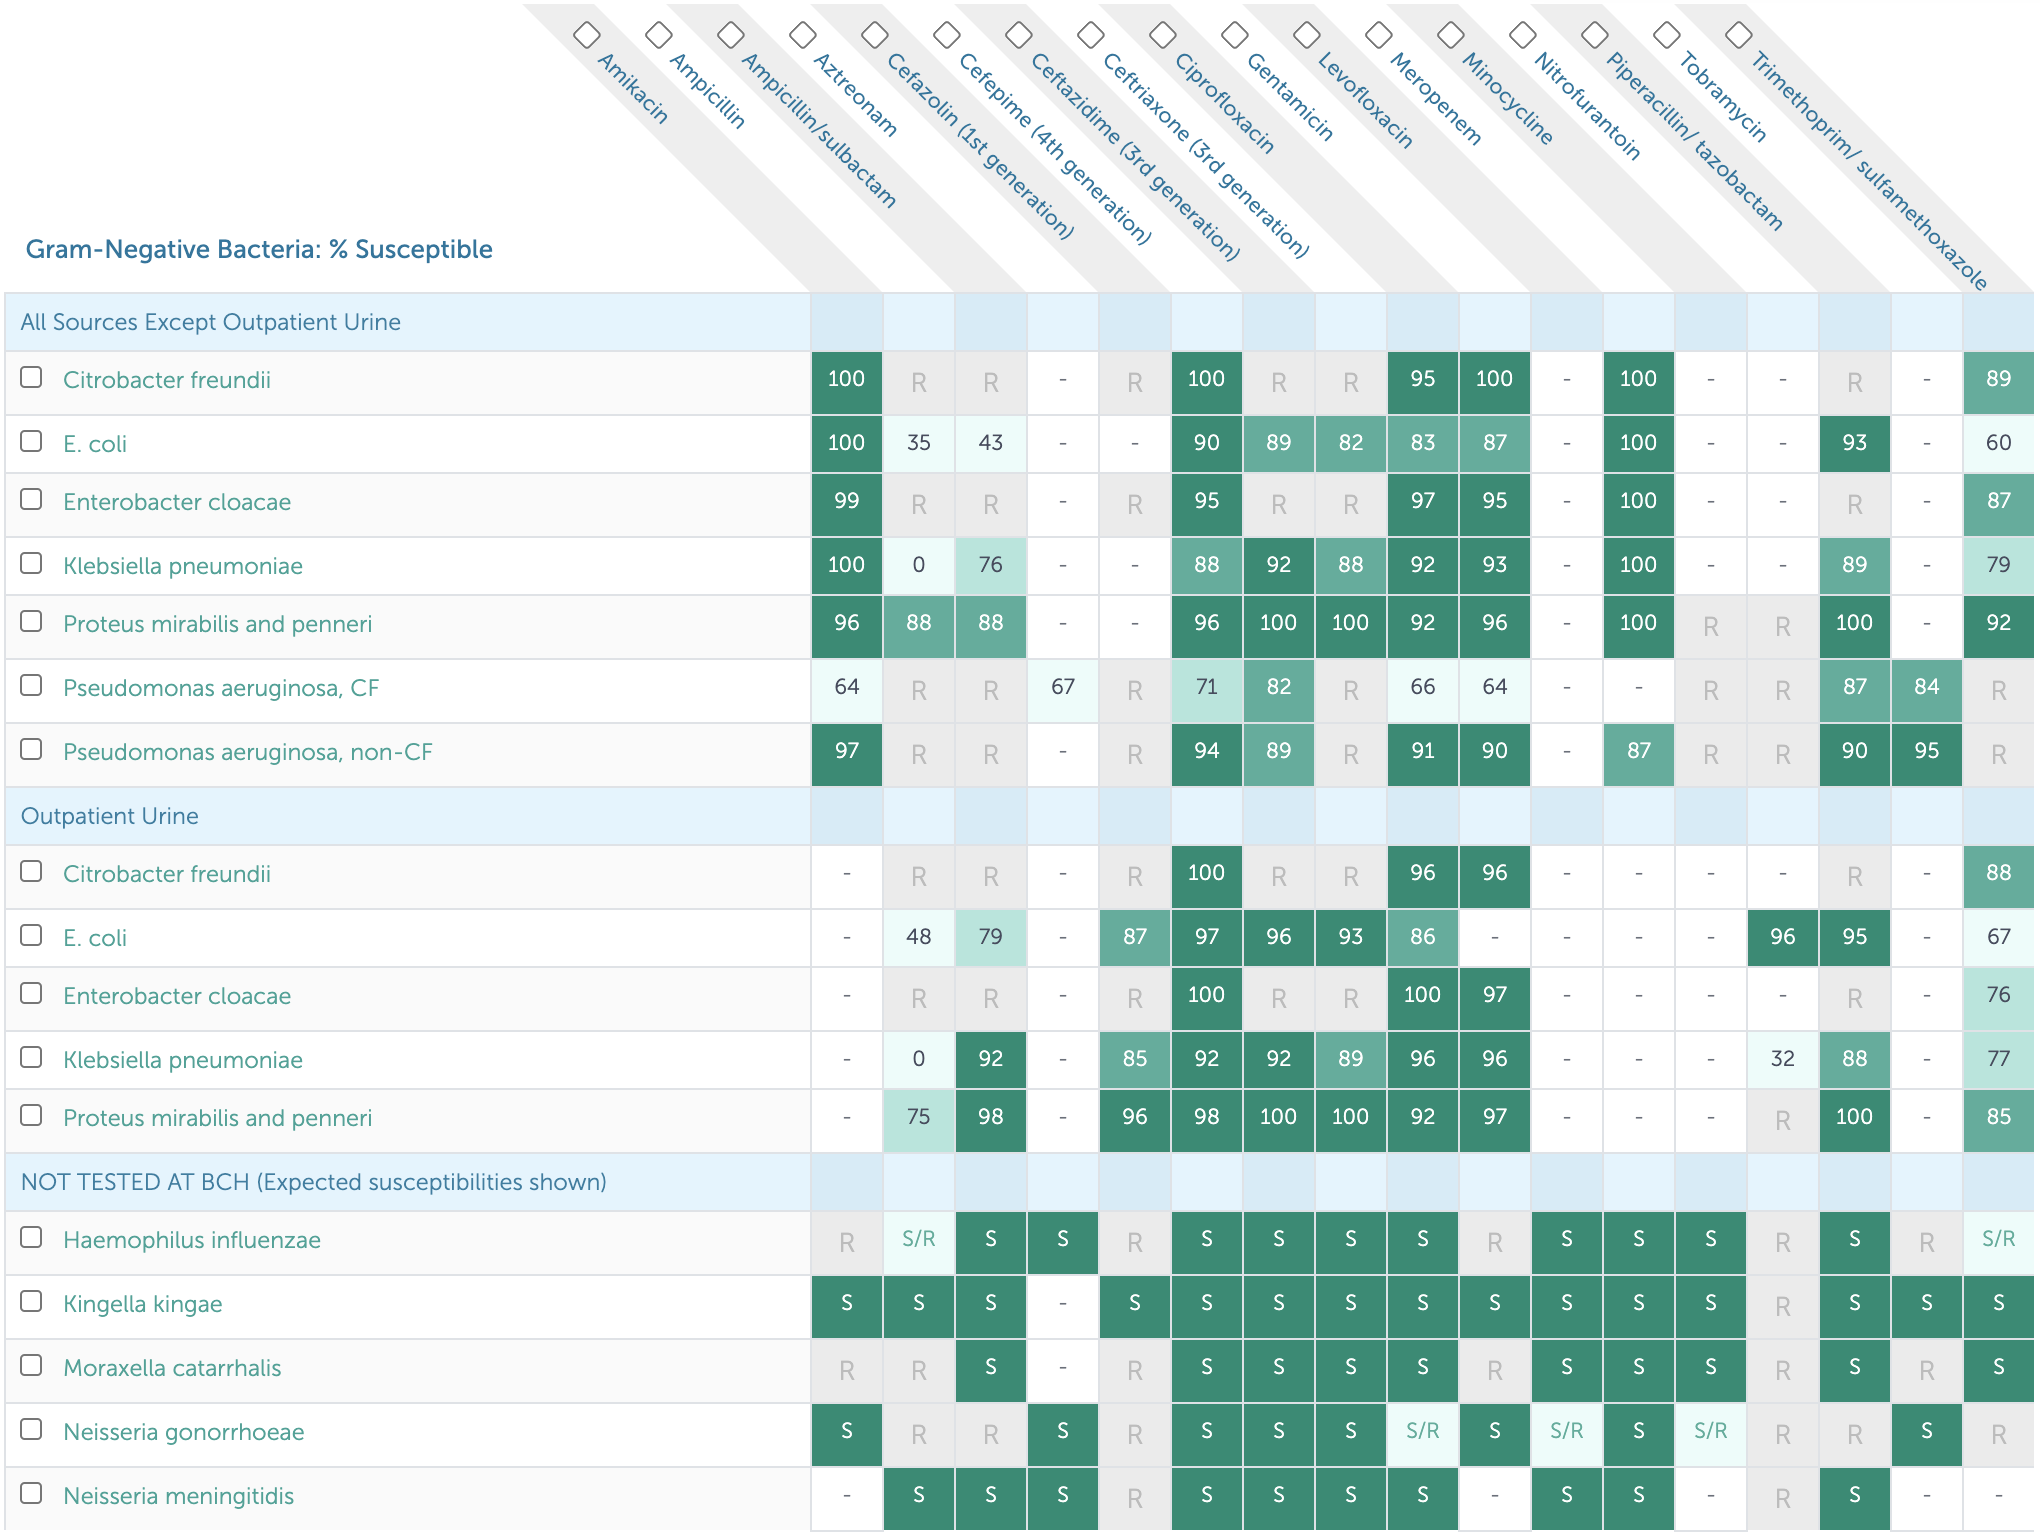 Amikacin
Ampicillin
Ampicillin/sulbactam
Aztreonam
Cefazolin (1st generation)
Cefepime (4th generation)
Ceftazidime (3rd generation)
Ceftriaxone (3rd generation)
Ciprofloxacin
Gentamicin
Levofloxacin
Meropenem
Minocycline
Nitrofurantoin
Piperacillin/ tazobactam
Tobramycin
Trimethoprim/ sulfamethoxazole
Gram-Negative Bacteria: % Susceptible
All Sources Except Outpatient Urine
Citrobacter freundii 100 R R - R 100 R R 95 100 - 100 - - R - 89
E. coli 100 35 43 - - 90 89 82 83 87 - 100 - - 93 - 60
Enterobacter cloacae 99 R R - R 95 R R 97 95 - 100 - - R - 87
Klebsiella pneumoniae 100 0 76 - - 88 92 88 92 93 - 100 - - 89 - 79
Proteus mirabilis and penneri 96 88 88 - - 96 100 100 92 96 - 100 R R 100 - 92
Pseudomonas aeruginosa, CF 64 R R 67 R 71 82 R 66 64 - - R R 87 84 R
Pseudomonas aeruginosa, non-CF 97 R R - R 94 89 R 91 90 - 87 R R 90 95 R
Outpatient Urine
Citrobacter freundii - R R - R 100 R R 96 96 - - - - R - 88
E. coli - 48 79 - 87 97 96 93 86 - - - - 96 95 - 67
Enterobacter cloacae - R R - R 100 R R 100 97 - - - - R - 76
Klebsiella pneumoniae - 0 92 - 85 92 92 89 96 96 - - - 32 88 - 77
Proteus mirabilis and penneri - 75 98 - 96 98 100 100 92 97 - - - R 100 - 85
NOT TESTED AT BCH (Expected susceptibilities shown)
Haemophilus influenzae R S/R S S R S S S S R S S S R S R S/R
Kingella kingae S S S - S S S S S S S S S R S S S
Moraxella catarrhalis R R S - R S S S S R S S S R S R S
Neisseria gonorrhoeae S R R S R S S S S/R S S/R S S/R R R S R
Neisseria meningitidis - S S S R S S S S - S S - R S - -